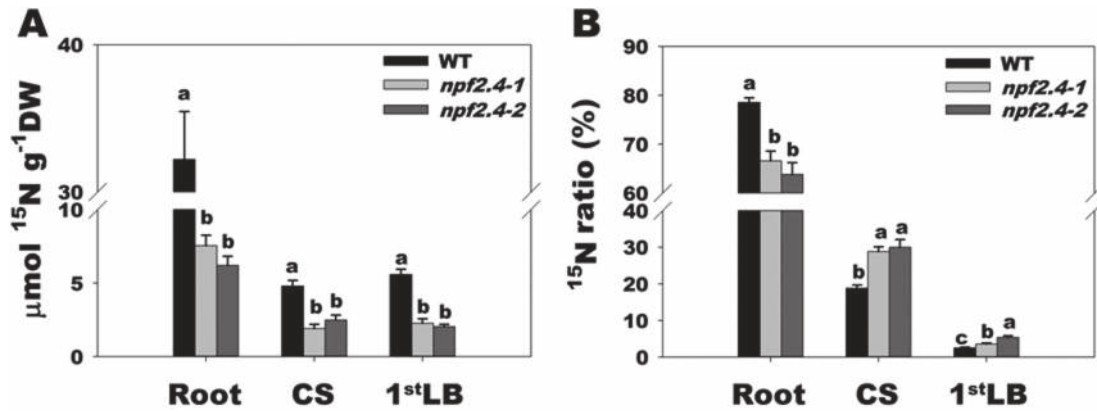 A
40
30
10
5
0
μmol ¹⁵N g⁻¹DW
WT
npf2.4-1
npf2.4-2
a
b
b
a
b
b
a
b
b
Root CS 1ˢᵗLB
B
90
80
70
60
40
30
20
10
0
¹⁵N ratio (%)
WT
npf2.4-1
npf2.4-2
a
b
b
b
a
a
c
b
a
Root CS 1ˢᵗLB